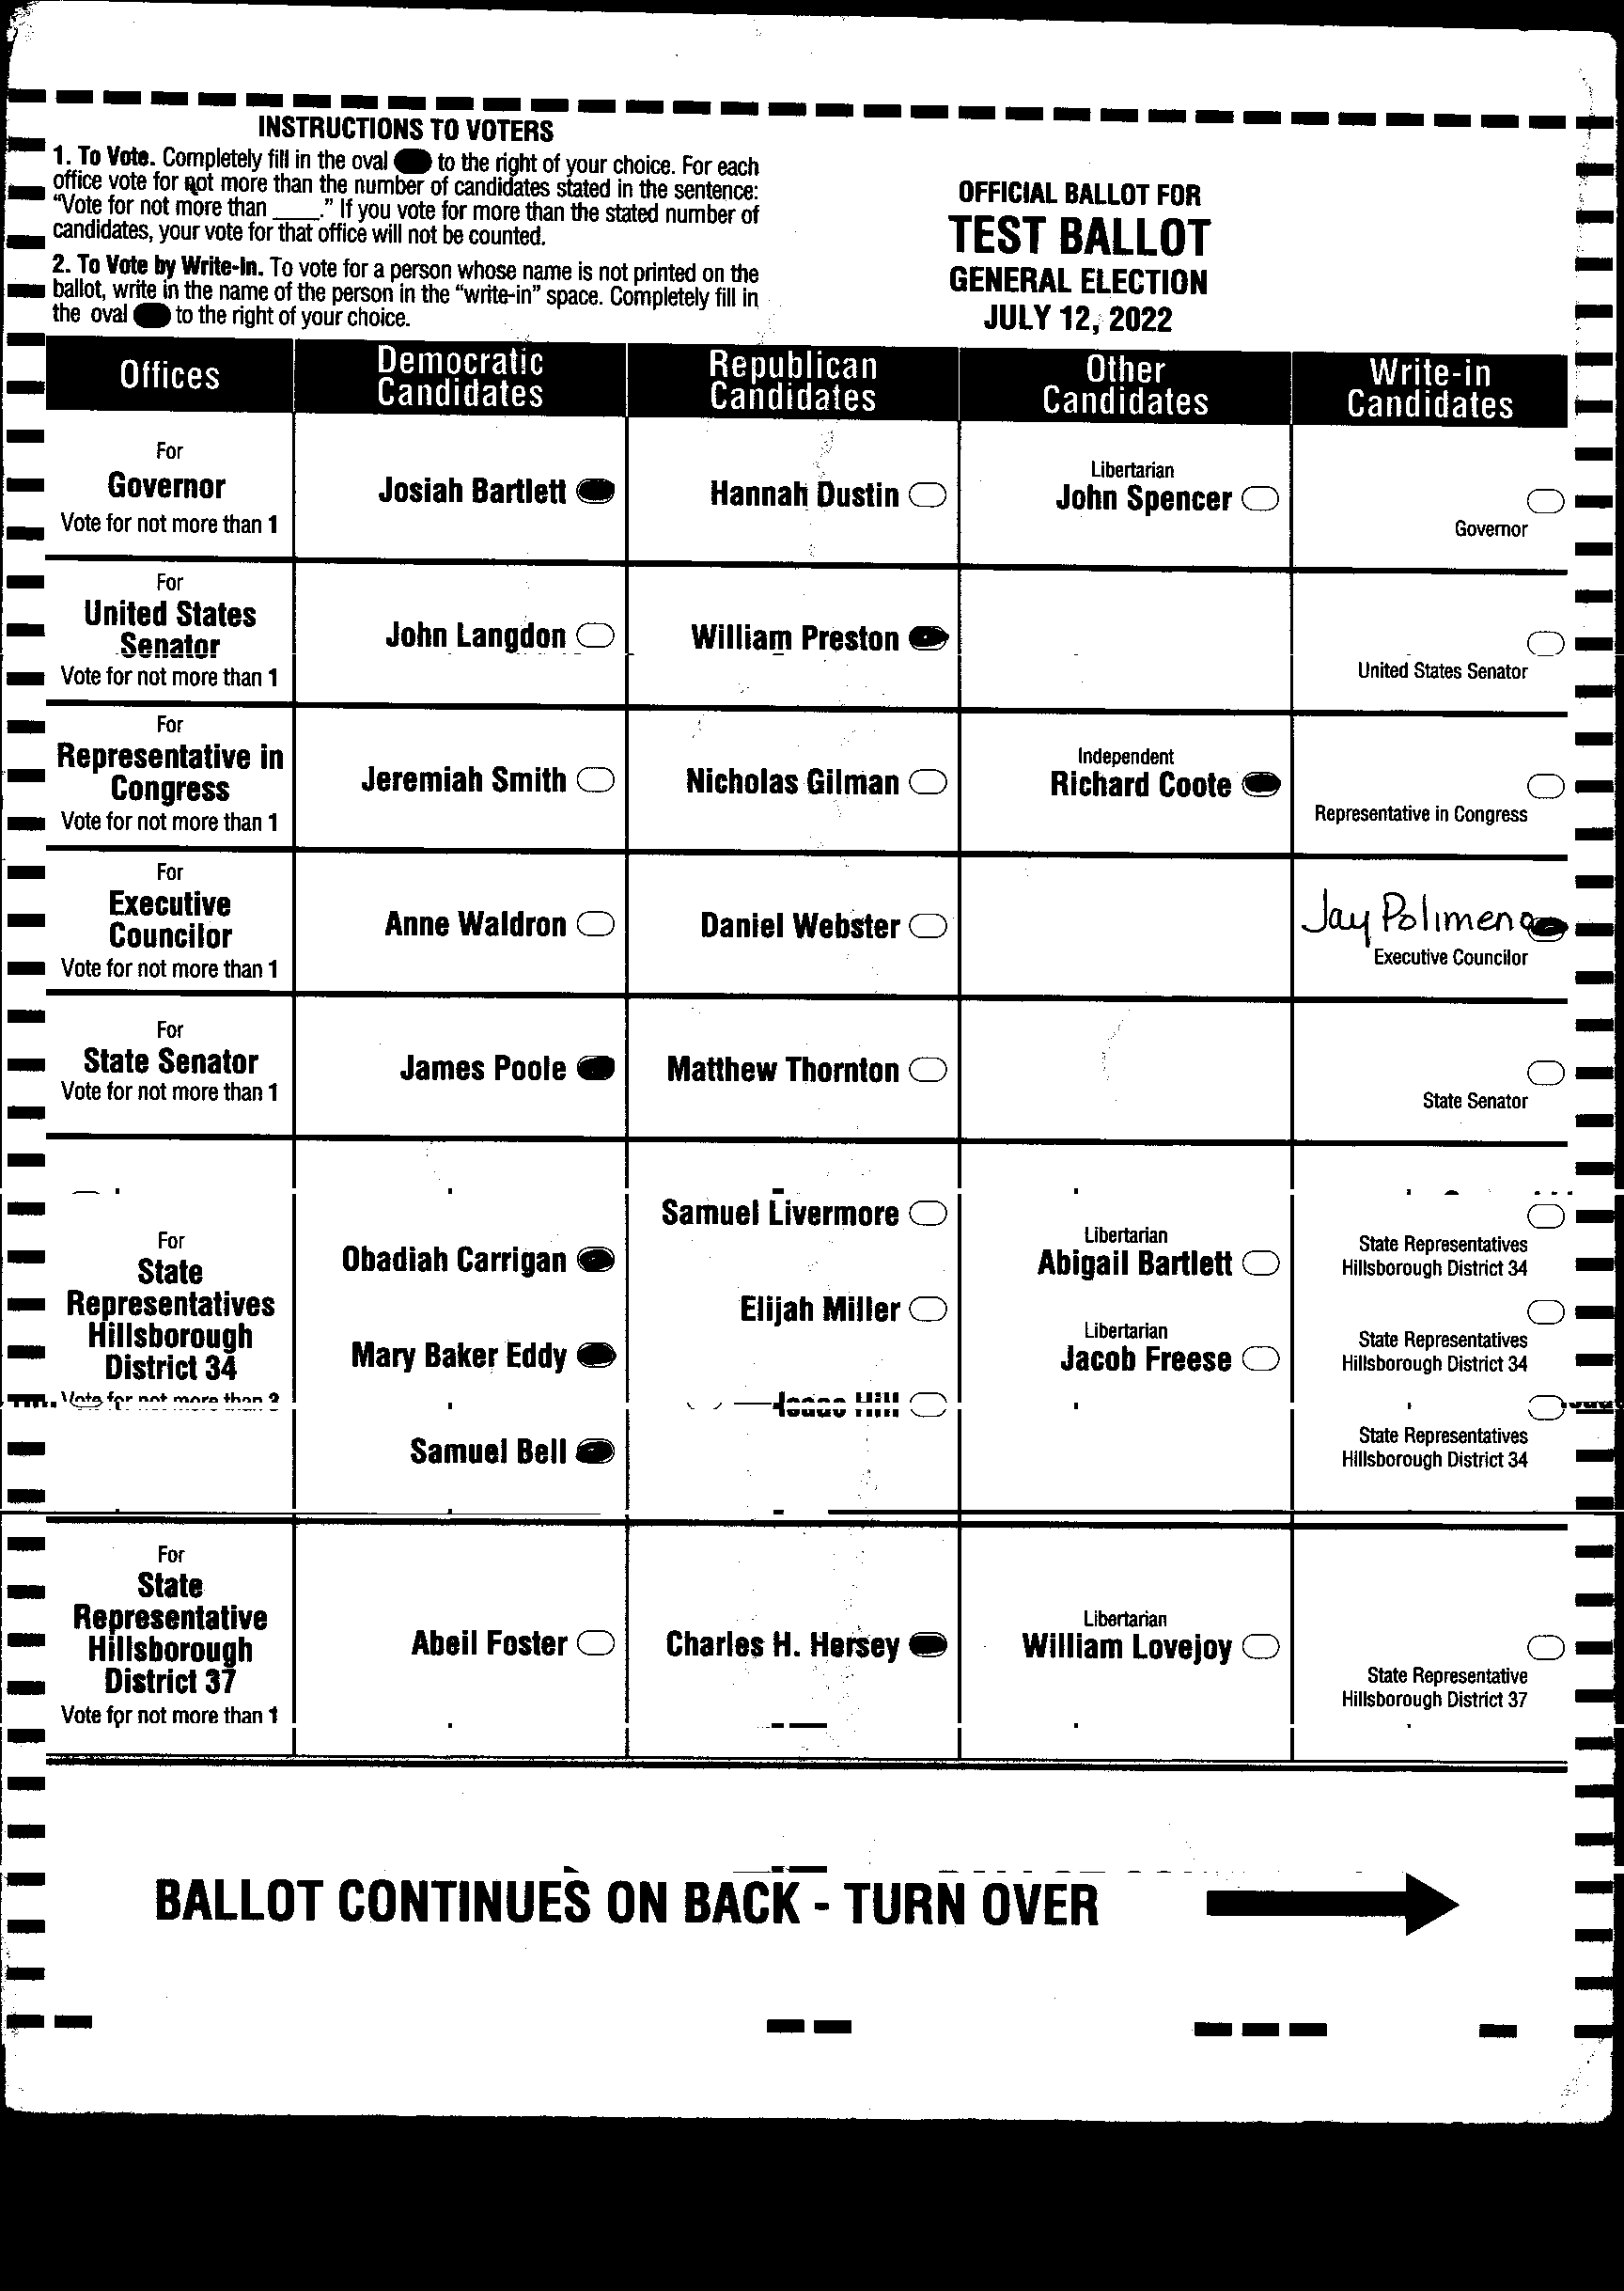 INSTRUCTIONS TO VOTERS
1. To Vote. Completely fill in the oval to the right of your choice. For each
office vote for not more than the number of candidates stated in the sentence:
"Vote for not more than ____." If you vote for more than the stated number of
candidates, your vote for that office will not be counted.
2. To Vote by Write-In. To vote for a person whose name is not printed on the
ballot, write in the name of the person in the "write-in" space. Completely fill in
the oval to the right of your choice.
OFFICIAL BALLOT FOR
TEST BALLOT
GENERAL ELECTION
JULY 12, 2022
Offices
Democratic
Candidates
Republican
Candidates
Other
Candidates
Write-in
Candidates
For
Governor
Vote for not more than 1
Josiah Bartlett
Hannah Dustin
Libertarian
John Spencer
Governor
For
United States
Senator
Vote for not more than 1
John Langdon
William Preston
United States Senator
For
Representative in
Congress
Vote for not more than 1
Jeremiah Smith
Nicholas Gilman
Independent
Richard Coote
Representative in Congress
For
Executive
Councilor
Vote for not more than 1
Anne Waldron
Daniel Webster
Jay Polimeno
Executive Councilor
For
State Senator
Vote for not more than 1
James Poole
Matthew Thornton
State Senator
For
State
Representatives
Hillsborough
District 34
Vote for not more than
Obadiah Carrigan
Mary Baker Eddy
Samuel Bell
Samuel Livermore
Elijah Miller
Hill
Libertarian
Abigail Bartlett
Libertarian
Jacob Freese
State Representatives
Hillsborough District 34
State Representatives
Hillsborough District 34
State Representatives
Hillsborough District 34
For
State
Representative
Hillsborough
District 37
Vote for not more than 1
Abeil Foster
Charles H. Hersey
Libertarian
William Lovejoy
State Representative
Hillsborough District 37
BALLOT CONTINUES ON BACK - TURN OVER